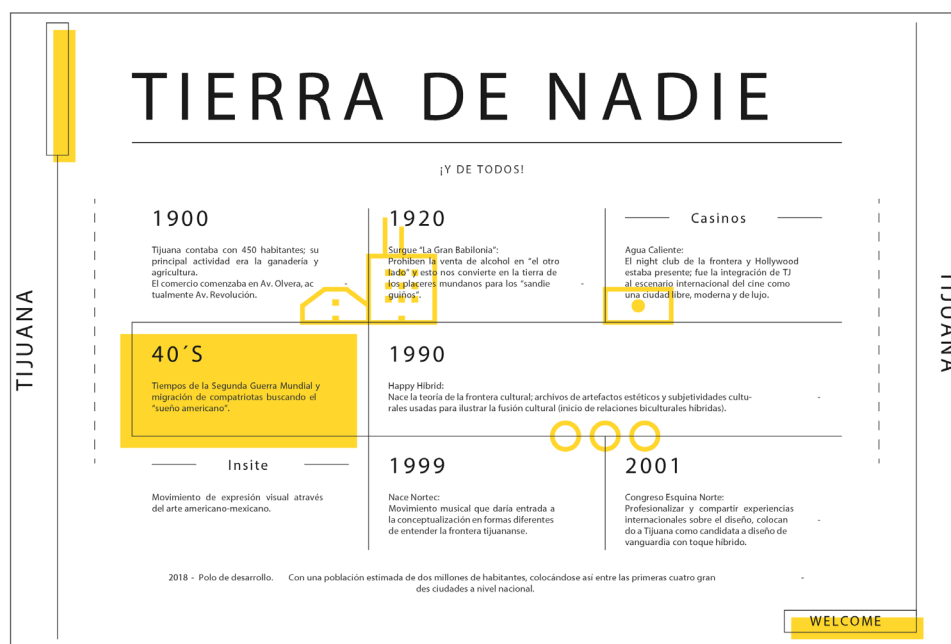 TIERRA DE NADIE
¡Y DE TODOS!
TIJUANA
1900
Tijuana contaba con 450 habitantes; su
principal actividad era la ganadería y
agricultura.
El comercio comenzaba en Av. Olvera, ac -
tualmente Av. Revolución.
1920
Surgue "La Gran Babilonia":
Prohiben la venta de alcohol en "el otro
lado" y esto nos convierte en la tierra de
los placeres mundanos para los "sandie -
guiños".
Casinos
Agua Caliente:
El night club de la frontera y Hollywood
estaba presente; fue la integración de TJ
al escenario internacional del cine como
una ciudad libre, moderna y de lujo.
40´S
Tiempos de la Segunda Guerra Mundial y
migración de compatriotas buscando el
"sueño americano".
1990
Happy Hibrid:
Nace la teoría de la frontera cultural; archivos de artefactos estéticos y subjetividades cultu- -
rales usadas para ilustrar la fusión cultural (inicio de relaciones biculturales híbridas).
Insite
Movimiento de expresión visual através
del arte americano-mexicano.
1999
Nace Nortec:
Movimiento musical que daría entrada a
la conceptualización en formas diferentes
de entender la frontera tijuananse.
2001
Congreso Esquina Norte:
Profesionalizar y compartir experiencias
internacionales sobre el diseño, colocan -
do a Tijuana como candidata a diseño de
vanguardia con toque híbrido.
2018 - Polo de desarrollo. Con una población estimada de dos millones de habitantes, colocándose así entre las primeras cuatro gran -
des ciudades a nivel nacional.
TIJUANA
WELCOME